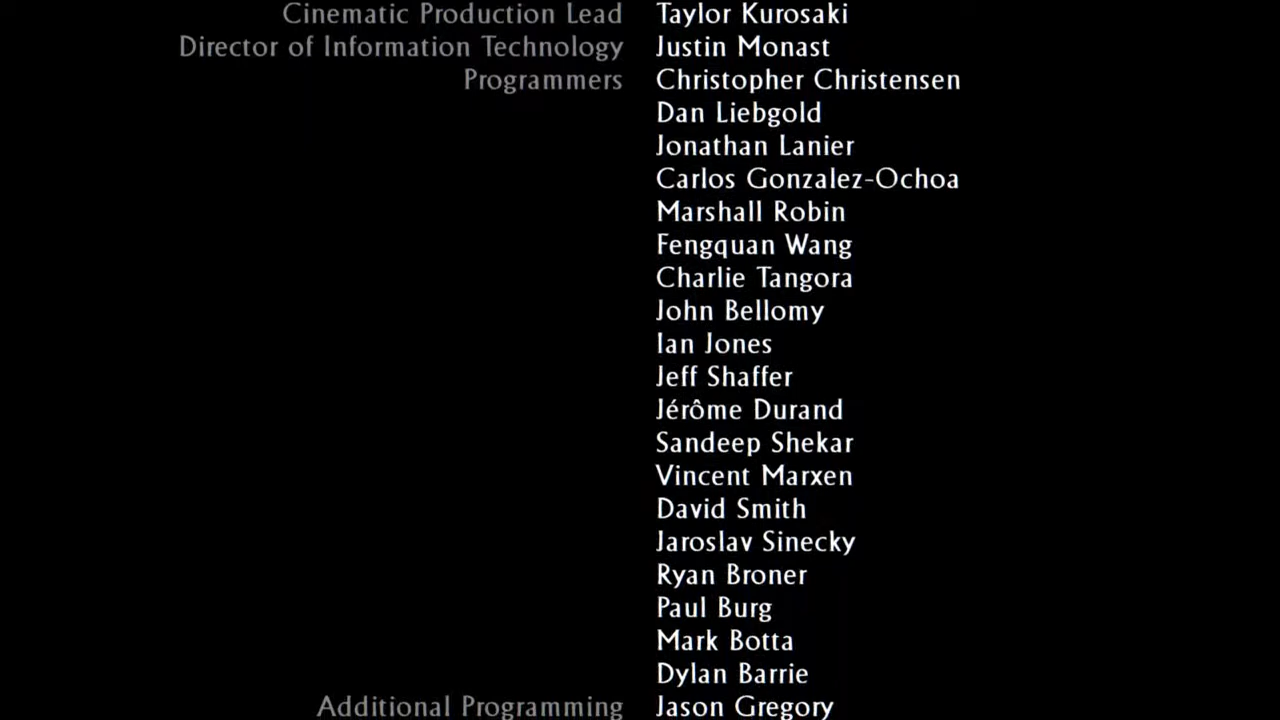 Cinematic Production Lead Taylor Kurosaki
Director of Information Technology Justin Monast
Programmers Christopher Christensen
Dan Liebgold
Jonathan Lanier
Carlos Gonzalez-Ochoa
Marshall Robin
Fengquan Wang
Charlie Tangora
John Bellomy
Ian Jones
Jeff Shaffer
Jérôme Durand
Sandeep Shekar
Vincent Marxen
David Smith
Jaroslav Sinecky
Ryan Broner
Paul Burg
Mark Botta
Dylan Barrie
Additional Programming Jason Gregory